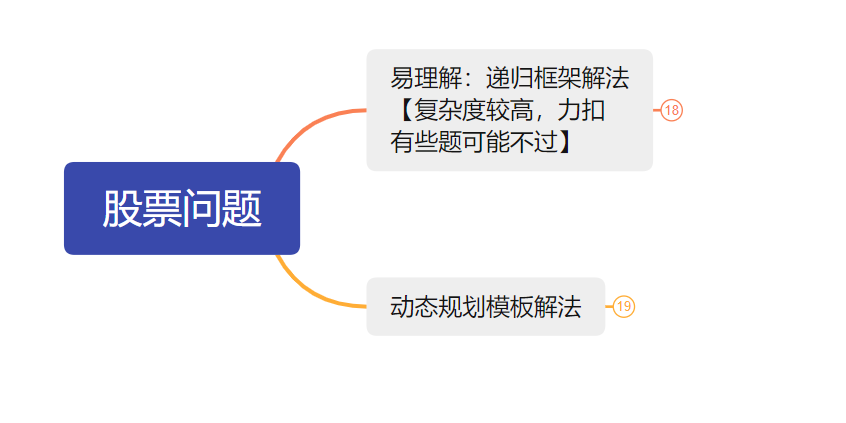 易理解：递归框架解法
【复杂度较高，力扣
有些题可能不过】
18
股票问题
动态规划模板解法
19